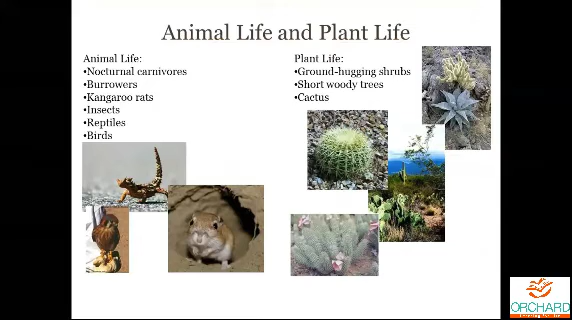 Animal Life and Plant Life
Animal Life:
•Nocturnal carnivores
•Burrowers
•Kangaroo rats
•Insects
•Reptiles
•Birds
Plant Life:
•Ground-hugging shrubs
•Short woody trees
•Cactus
ORCHARD